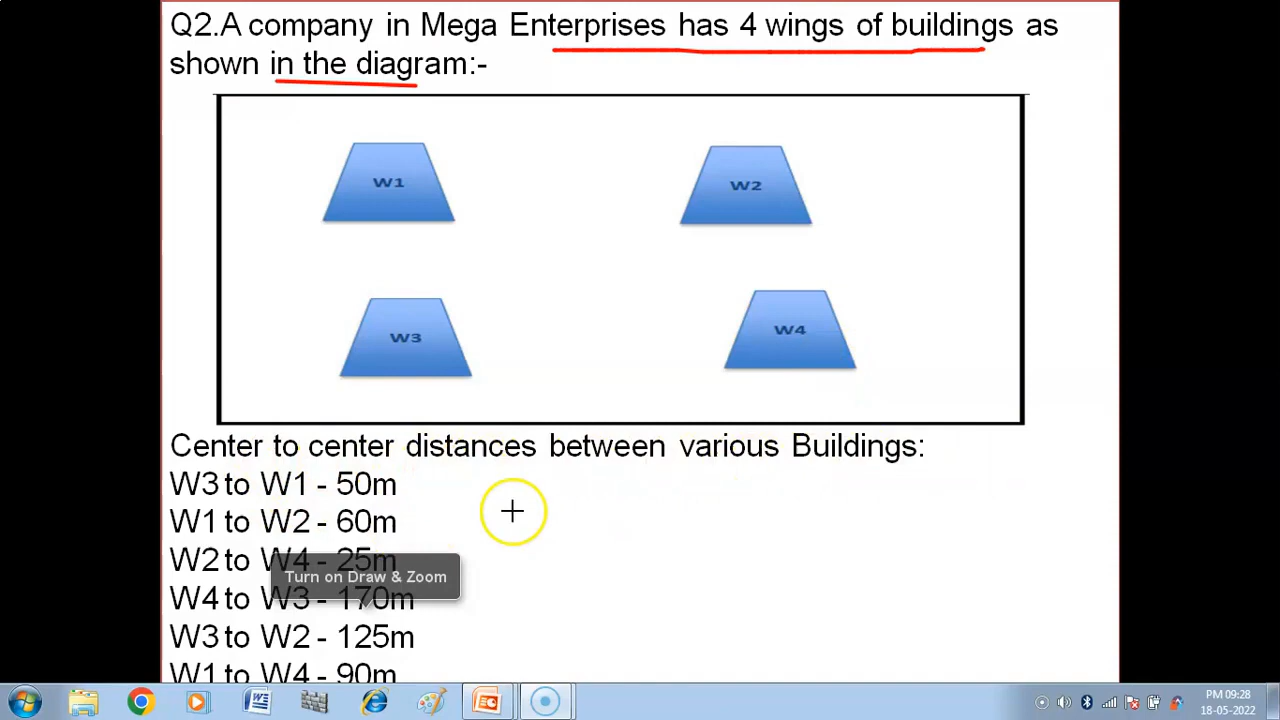 Q2.A company in Mega Enterprises has 4 wings of buildings as
shown in the diagram:-
W1
W2
W3
W4
Center to center distances between various Buildings:
W3 to W1 - 50m
W1 to W2 - 60m
W2 to W4 - 25m
Turn on Draw & Zoom
W4 to W3 - 170m
W3 to W2 - 125m
W1 to W4 - 90m
PM 09:28
18-05-2022